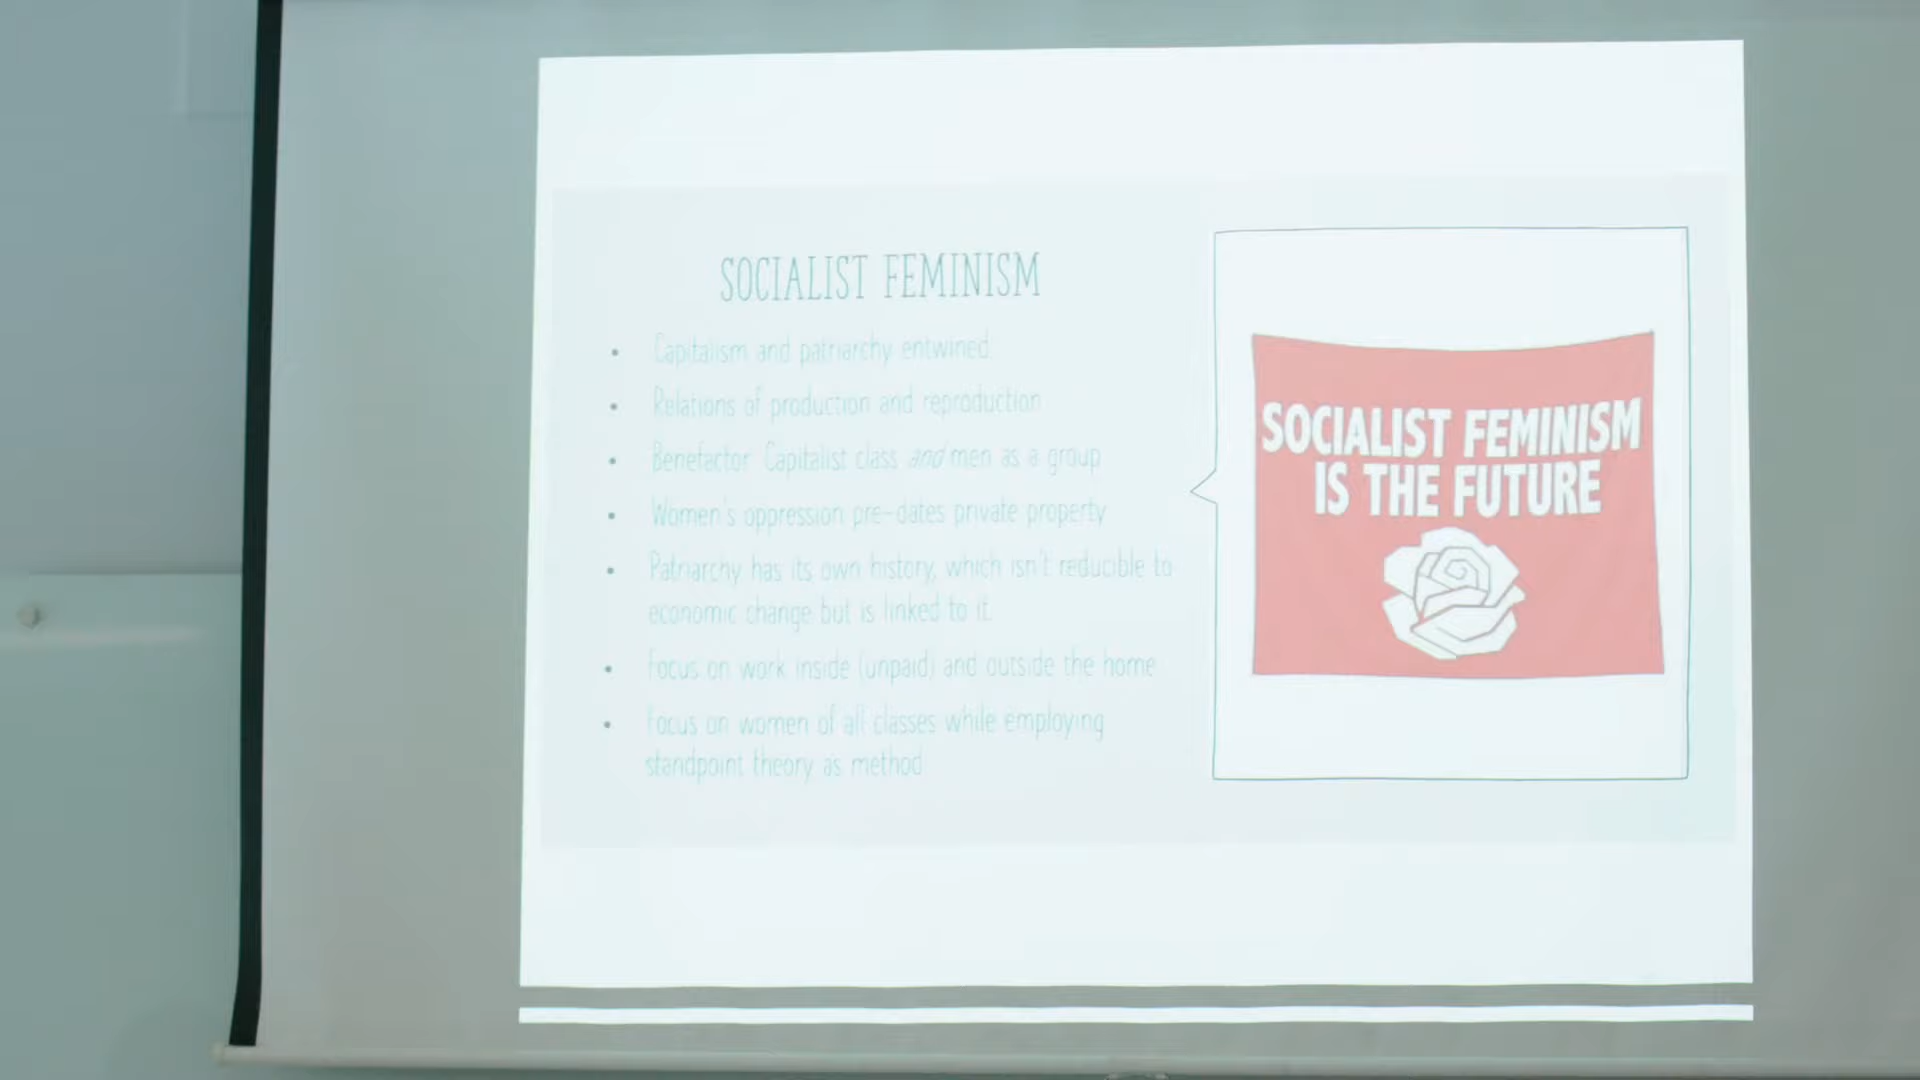 SOCIALIST FEMINISM
• Capitalism and patriarchy entwined
• Relations of production and reproduction
• Benefactor: Capitalist class and men as a group
• Women's oppression pre-dates private property
• Patriarchy has its own history, which isn't reducible to
economic change but is linked to it.
• Focus on work inside (unpaid) and outside the home
• Focus on women of all classes while employing
standpoint theory as method
SOCIALIST FEMINISM
IS THE FUTURE